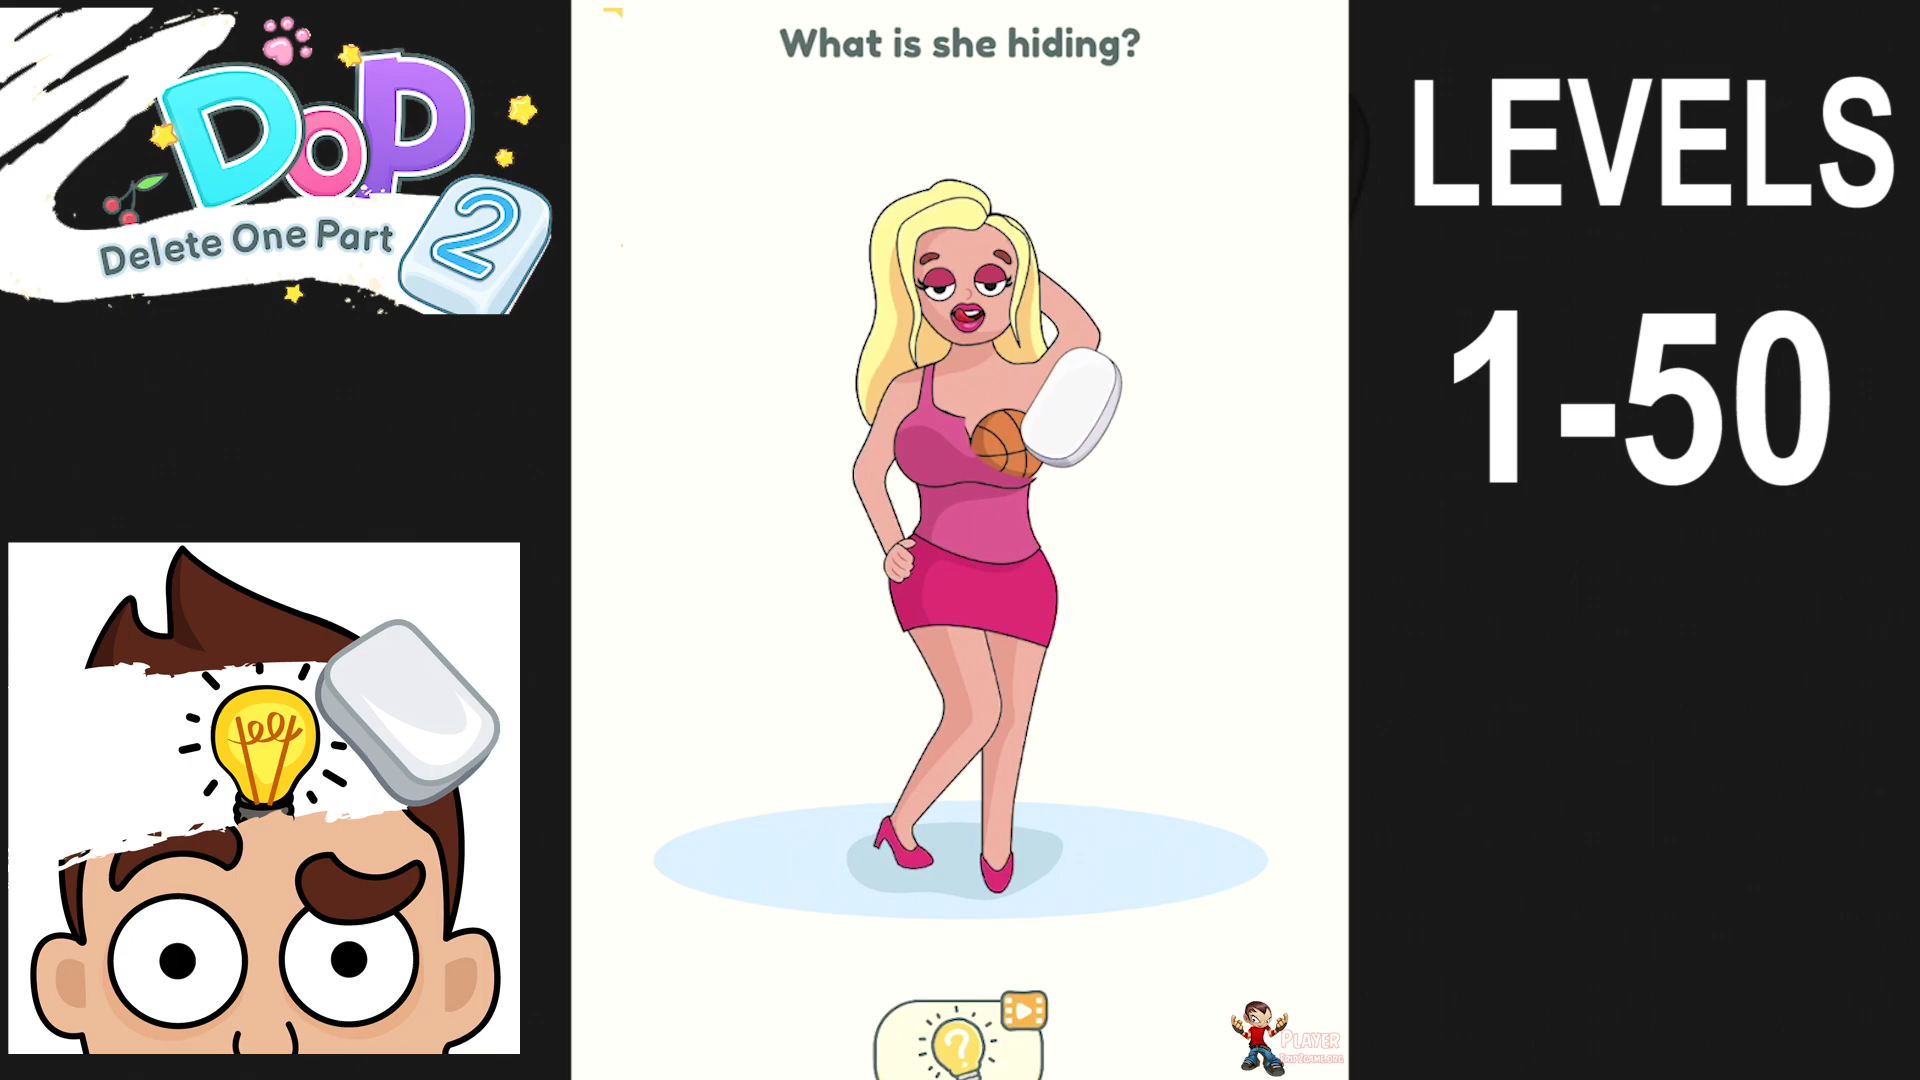 What is she hiding?
DOP
2
Delete One Part
LEVELS
1-50
?
PLAYER